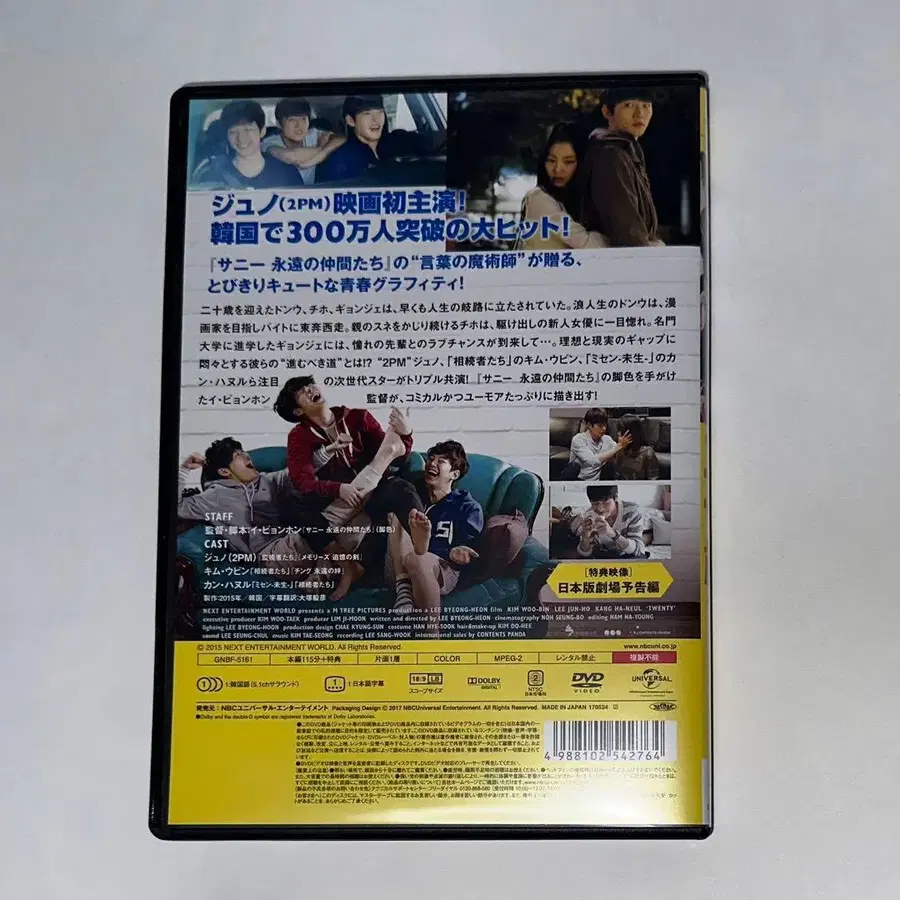 ジュノ(2PM)映画初主演!
韓国で300万人突破の大ヒット!
『サニー 永遠の仲間たち』の“言葉の魔術師”が贈る、
とびきりキュートな青春グラフィティ!
二十歳を迎えたドンウ、チホ、ギョンジェは、早くも人生の岐路に立たされていた。浪人生のドンウは、漫
画家を目指しバイトに東奔西走。親のスネをかじり続けるチホは、駆け出しの新人女優に一目惚れ。名門
大学に進学したギョンジェには、憧れの先輩とのラブチャンスが到来して…。理想と現実のギャップに
悶々とする彼らの“進むべき道”とは!? “2PM”ジュノ、「相続者たち」のキム・ウビン、「ミセン-未生-」のカ
ン・ハヌルら注目 の次世代スターがトリプル共演! 『サニー 永遠の仲間たち』の脚色を手がけ
たイ・ビョンホン 監督が、コミカルかつユーモアたっぷりに描き出す!
STAFF
監督・脚本:イ・ビョンホン『サニー 永遠の仲間たち』(脚色)
CAST
ジュノ(2PM)『監視者たち』『メモリーズ 追憶の剣』
キム・ウビン「相続者たち」『チング 永遠の絆』
カン・ハヌル「ミセン-未生-」「相続者たち」
製作:2015年/韓国/字幕翻訳:大塚毅彦
[特典映像]
日本版劇場予告編
NEXT ENTERTAINMENT WORLD presents a M TREE PICTURES production a LEE BYEONG-HEON film KIM WOO-BIN LEE JUN-HO KANG HA-NEUL 'TWENTY'
executive producer KIM WOO-TAEK producer LIM JI-MOON written and directed by LEE BYEONG-HEON cinematography NOH SEUNG-BO editing NAM HA-YOUNG
lighting LEE BYEONG-HOON production design CHAE KYUNG-SUN costume HAN HYE-SOOK hair&make-up KIM DO-HEE
sound LEE SEUNG-CHUL music KIM TAE-SEONG recording LEE SANG-WOOK international sales by CONTENTS PANDA
© 2015 NEXT ENTERTAINMENT WORLD. All Rights Reserved.
www.nbcuni.co.jp
GNBF-5161 本編115分+特典 片面1層 COLOR MPEG-2 レンタル禁止 複製不能
1:韓国語(5.1chサラウンド) 1:日本語字幕 16:9 LB スコープサイズ DOLBY DIGITAL 2 NTSC 日本市場向 DVD VIDEO UNIVERSAL
発売元:NBCユニバーサル・エンターテイメント Packaging Design © 2017 NBCUniversal Entertainment. All Rights Reserved. MADE IN JAPAN 170524
●Dolby and the double-D symbol are registered trademarks of Dolby Laboratories.
4 988102 542764